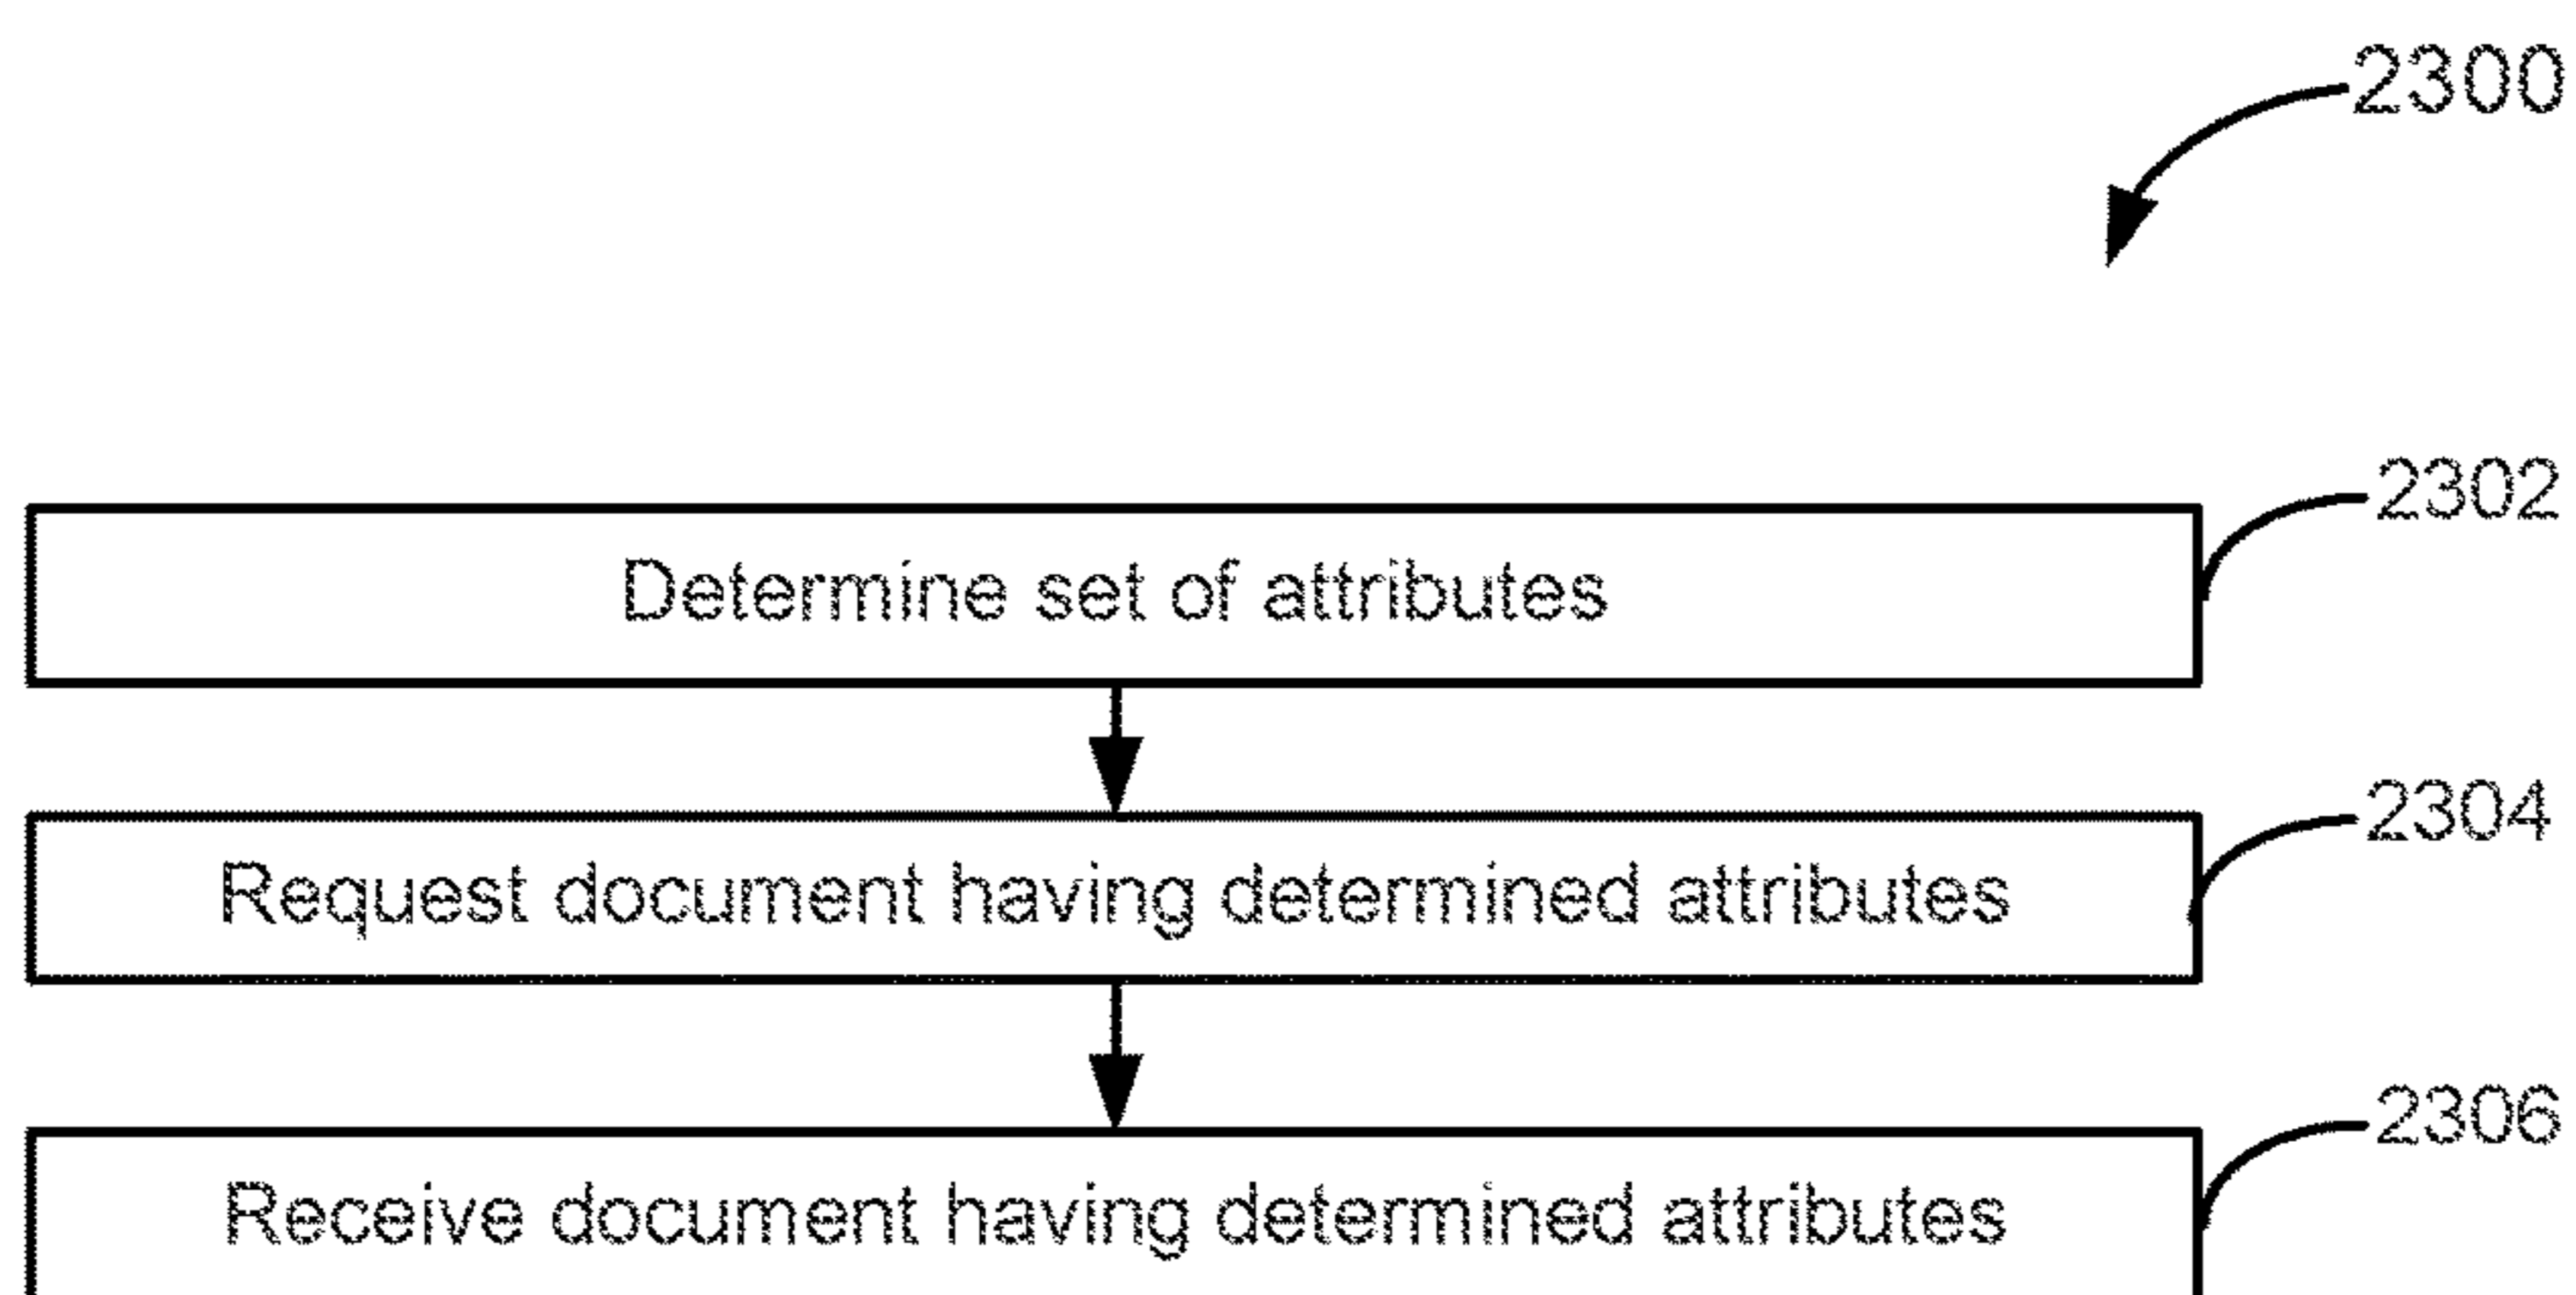 2300
2302
Determine set of attributes
2304
Request document having determined attributes
2306
Receive document having determined attributes